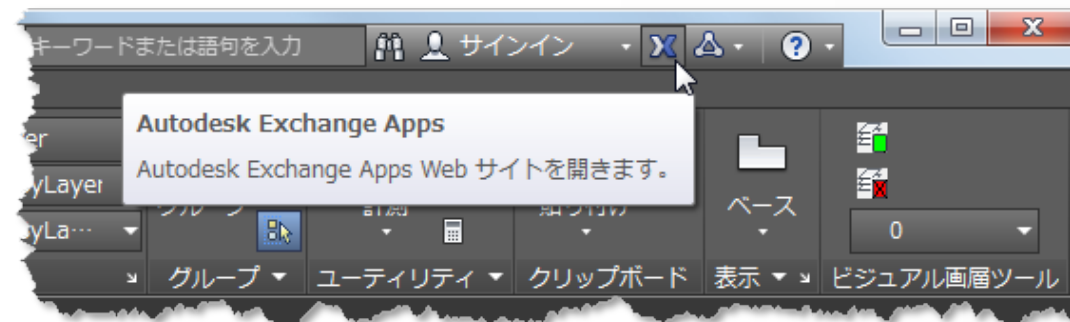 キーワードまたは語句を入力
サインイン
Autodesk Exchange Apps
Autodesk Exchange Apps Web サイトを開きます。
er
yLayer
yLa…
ベース
0
グループ
ユーティリティ
クリップボード
表示
ビジュアル画層ツール